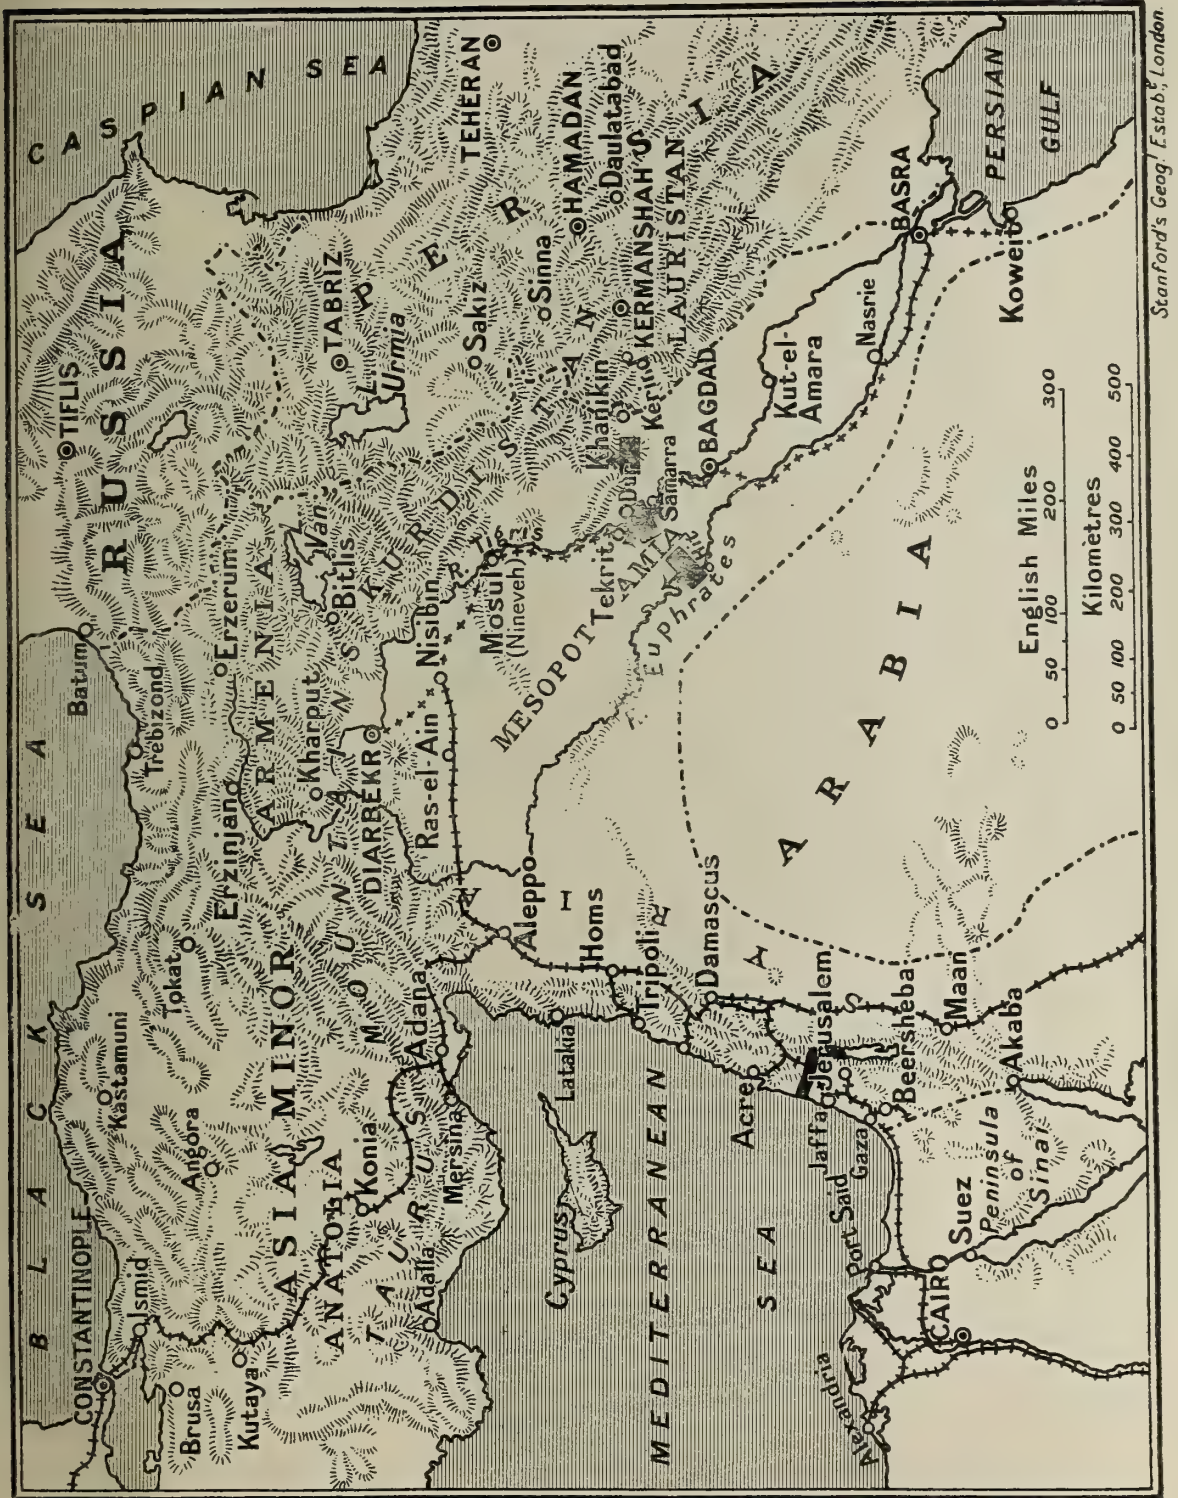 BLACK SEA
CASPIAN SEA
CONSTANTINOPLE
Ismid
Brusa
Kutaya
Angora
Kastamuni
Tokat
Trebizond
Batum
TIFLIS
RUSSIA
Erzinjand
Erzerum
ARMENIA
Kharput
Bitlis
Van
L. Urmia
TABRIZ
TEHERAN
PERSIA
ASIA MINOR
ANATOLIA
Konia
TAURUS MOUNTAINS
Adalia
Mersina
Adana
DIARBEKR
Ras-el-Ain
Nisibin
KURDISTAN
Sakiz
Sinna
HAMADAN
Daulatabad
KERMANSHAH
LAURISTAN
Khanikin
Kerind
R. Tigris
Mosul
(Nineveh)
Tekrit
Dur
Samarra
BAGDAD
MESOPOTAMIA
Euphrates
Kut-el-
Amara
Nasrie
BASRA
Koweit
PERSIAN
GULF
Aleppo
Homs
Tripoli
Latakia
Cyprus
SYRIA
Damascus
MEDITERRANEAN
SEA
Acre
Jerusalem
Jaffa
Gaza
Beersheba
Maan
Akaba
Port Said
Suez
Peninsula
of
Sinai
CAIRO
Alexandria
ARABIA
English Miles
0 50 100 200 300
Kilomètres
0 50 100 200 300 400 500
Stanford's Geogl. Estabt., London.